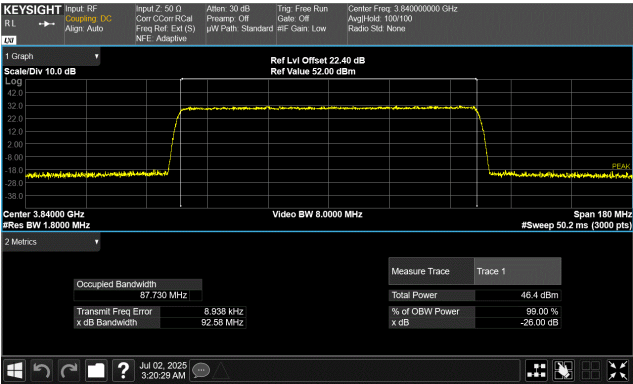 KEYSIGHT Input: RF Input Z: 50 Ω Atten: 30 dB Trig: Free Run Center Freq: 3.840000000 GHz
RL Coupling: DC Corr CCorr RCal Preamp: Off Gate: Off Avg|Hold: 100/100
Align: Auto Freq Ref: Ext (S) µW Path: Standard #IF Gain: Low Radio Std: None
NFE: Adaptive
LXI
1 Graph
Ref Lvl Offset 22.40 dB
Scale/Div 10.0 dB Ref Value 52.00 dBm
Log
42.0
32.0
22.0
12.0
2.00
-8.00
PEAK
-18.0
-28.0
-38.0
Center 3.84000 GHz Video BW 8.0000 MHz Span 180 MHz
#Res BW 1.8000 MHz #Sweep 50.2 ms (3000 pts)
2 Metrics
Measure Trace Trace 1
Occupied Bandwidth
87.730 MHz Total Power 46.4 dBm
Transmit Freq Error 8.938 kHz % of OBW Power 99.00 %
x dB Bandwidth 92.58 MHz x dB -26.00 dB
? Jul 02, 2025
3:20:29 AM